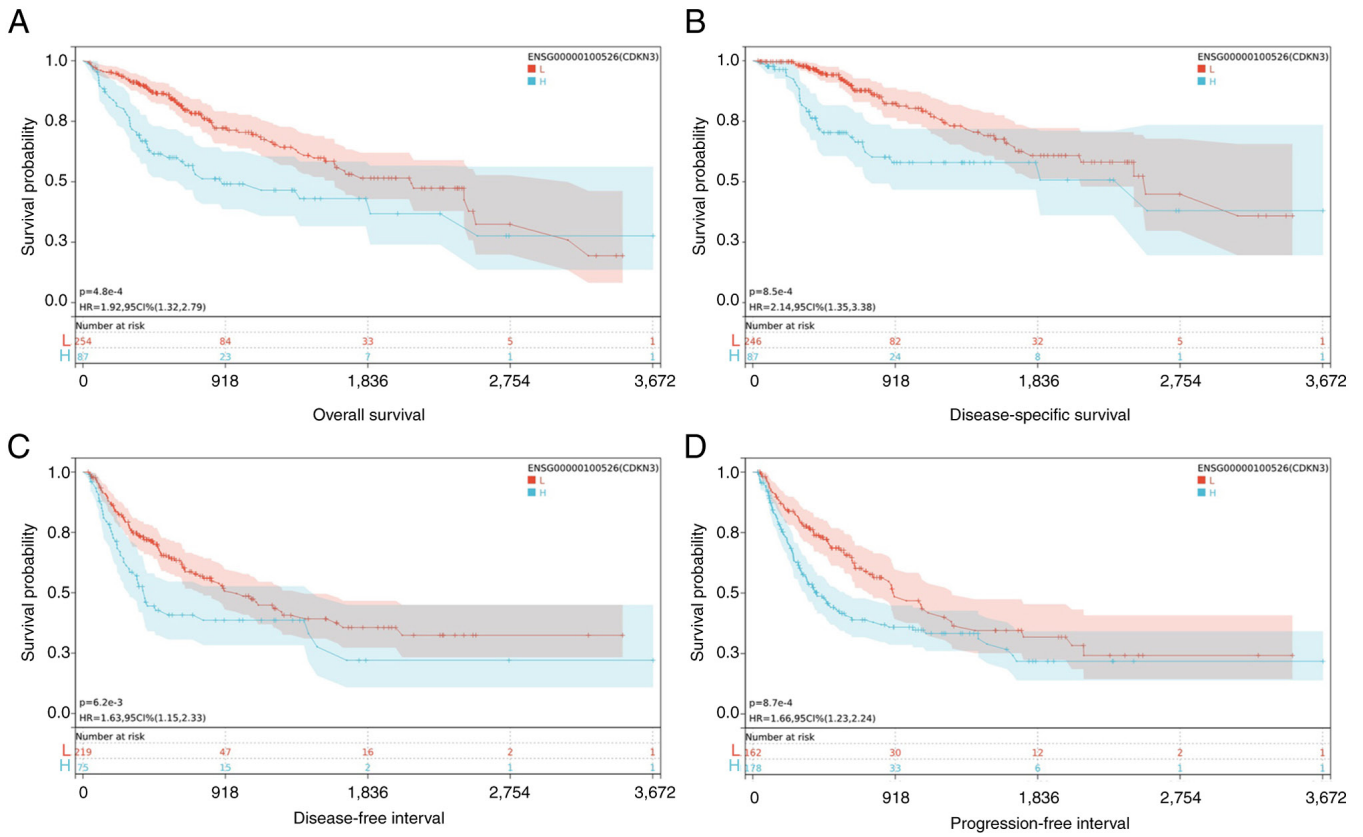 A
ENSG00000100526(CDKN3)
L
H
Survival probability
1.0
0.8
0.5
0.3
0.0
p=4.8e-4
HR=1.92,95CI%(1.32,2.79)
Number at risk
L 254 84 33 5 1
H 87 23 7 1 1
0 918 1,836 2,754 3,672
Overall survival
B
ENSG00000100526(CDKN3)
L
H
Survival probability
1.0
0.8
0.5
0.3
0.0
p=8.5e-4
HR=2.14,95CI%(1.35,3.38)
Number at risk
L 246 82 32 5 1
H 87 24 8 1 1
0 918 1,836 2,754 3,672
Disease-specific survival
C
ENSG00000100526(CDKN3)
L
H
Survival probability
1.0
0.8
0.5
0.3
0.0
p=6.2e-3
HR=1.63,95CI%(1.15,2.33)
Number at risk
L 219 47 16 2 1
H 75 15 2 1 1
0 918 1,836 2,754 3,672
Disease-free interval
D
ENSG00000100526(CDKN3)
L
H
Survival probability
1.0
0.8
0.5
0.3
0.0
p=8.7e-4
HR=1.66,95CI%(1.23,2.24)
Number at risk
L 162 30 12 2 1
H 178 33 6 1 1
0 918 1,836 2,754 3,672
Progression-free interval